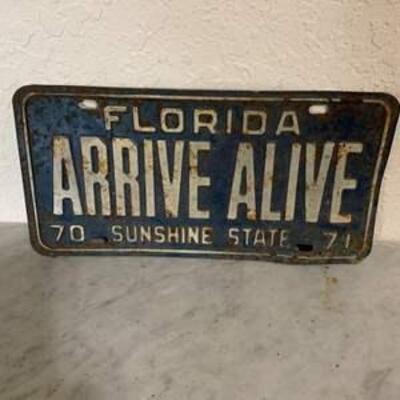 FLORIDA
ARRIVE ALIVE
70 SUNSHINE STATE 71